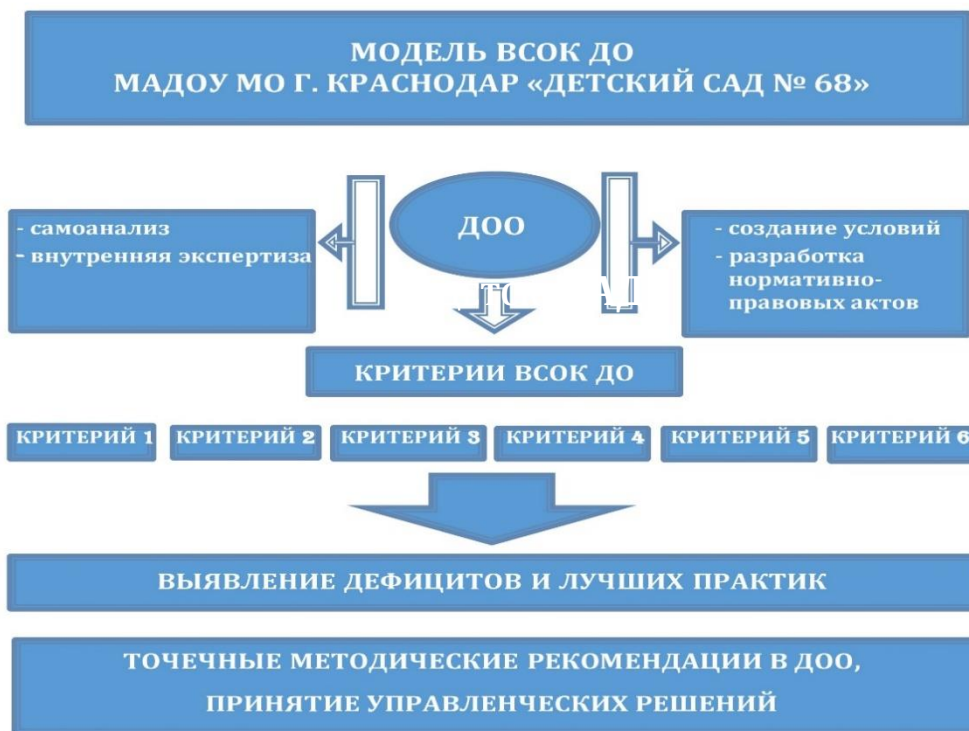 МОДЕЛЬ ВСОК ДО
МАДОУ МО Г. КРАСНОДАР «ДЕТСКИЙ САД № 68»
ДОО
- самоанализ
- внутренняя экспертиза
- создание условий
- разработка
нормативно-
правовых актов
КРИТЕРИИ ВСОК ДО
КРИТЕРИЙ 1
КРИТЕРИЙ 2
КРИТЕРИЙ 3
КРИТЕРИЙ 4
КРИТЕРИЙ 5
КРИТЕРИЙ 6
ВЫЯВЛЕНИЕ ДЕФИЦИТОВ И ЛУЧШИХ ПРАКТИК
ТОЧЕЧНЫЕ МЕТОДИЧЕСКИЕ РЕКОМЕНДАЦИИ В ДОО,
ПРИНЯТИЕ УПРАВЛЕНЧЕСКИХ РЕШЕНИЙ